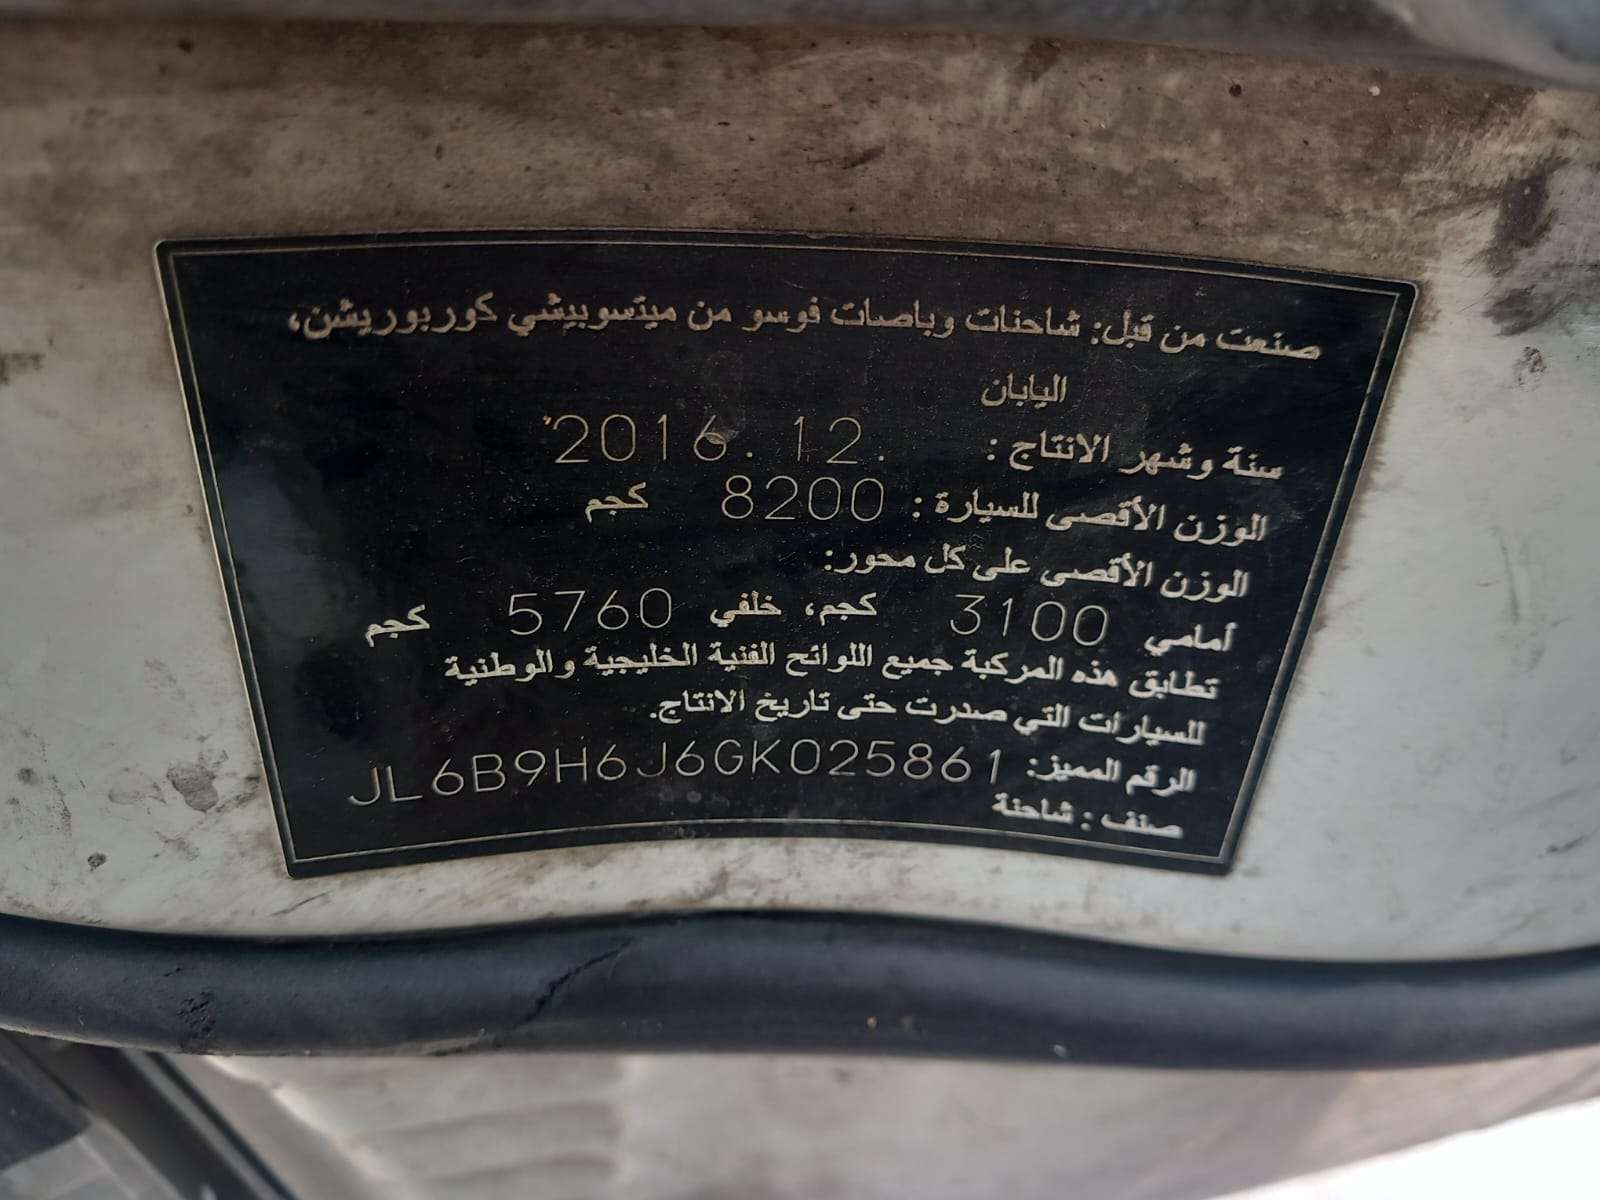 صنعت من قبل: شاحنات وباصات فوسو من ميتسوبيشي كوربوريشن،
اليابان
سنة وشهر الانتاج : 2016. 12.
الوزن الأقصى للسيارة : 8200 كجم
الوزن الأقصى على كل محور:
أمامي 3100 كجم، خلفي 5760 كجم
تطابق هذه المركبة جميع اللوائح الفنية الخليجية والوطنية
للسيارات التي صدرت حتى تاريخ الانتاج.
الرقم المميز: JL6B9H6J6GK025861
صنف : شاحنة